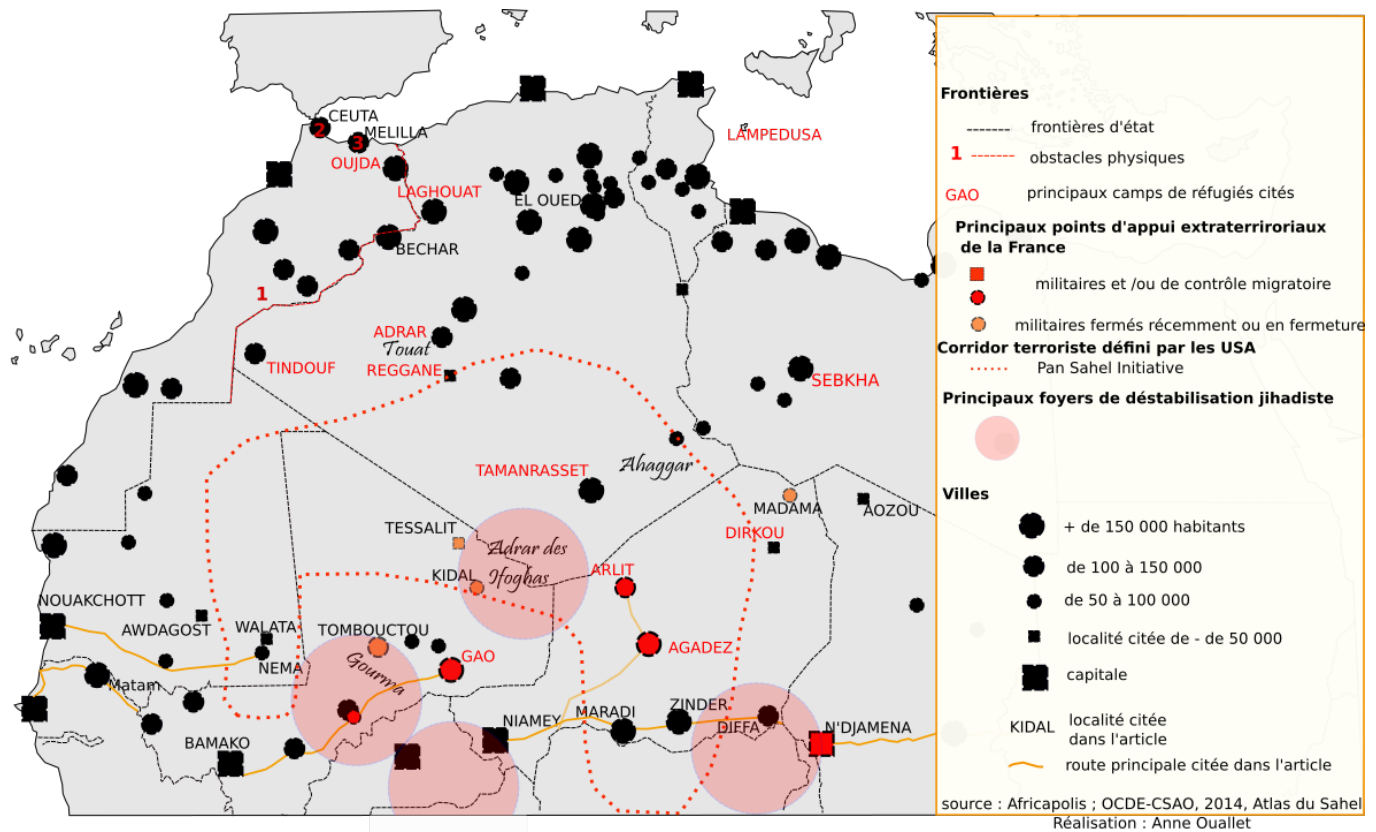 CEUTA
2
MELILLA
3
LAMPEDUSA
OUJDA
LAGHOUAT
EL OUED
BECHAR
1
ADRAR
Touat
REGGANE
TINDOUF
SEBKHA
Ahaggar
TAMANRASSET
MADAMA
AOZOU
TESSALIT
DIRKOU
Adrar des
Ifoghas
KIDAL
ARLIT
NOUAKCHOTT
AWDAGOST
WALATA
TOMBOUCTOU
NEMA
GAO
AGADEZ
Gourma
Matam
NIAMEY
MARADI
ZINDER
DIFFA
N'DJAMENA
BAMAKO
Frontières
frontières d'état
1
obstacles physiques
GAO
principaux camps de réfugiés cités
Principaux points d'appui extraterriroriaux
de la France
militaires et /ou de contrôle migratoire
militaires fermés récemment ou en fermeture
Corridor terroriste défini par les USA
Pan Sahel Initiative
Principaux foyers de déstabilisation jihadiste
Villes
+ de 150 000 habitants
de 100 à 150 000
de 50 à 100 000
localité citée de - de 50 000
capitale
KIDAL
localité citée
dans l'article
route principale citée dans l'article
source : Africapolis ; OCDE-CSAO, 2014, Atlas du Sahel
Réalisation : Anne Ouallet